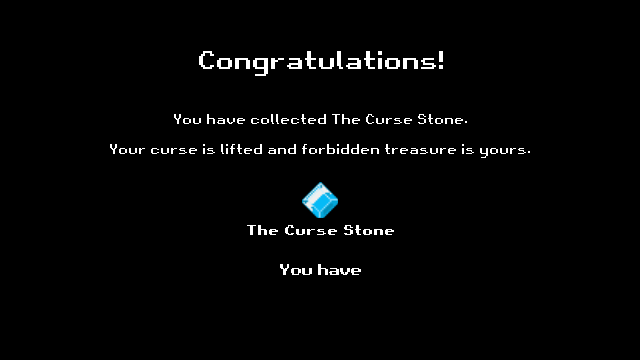 Congratulations!
You have collected The Curse Stone.
Your curse is lifted and forbidden treasure is yours.
The Curse Stone
You have